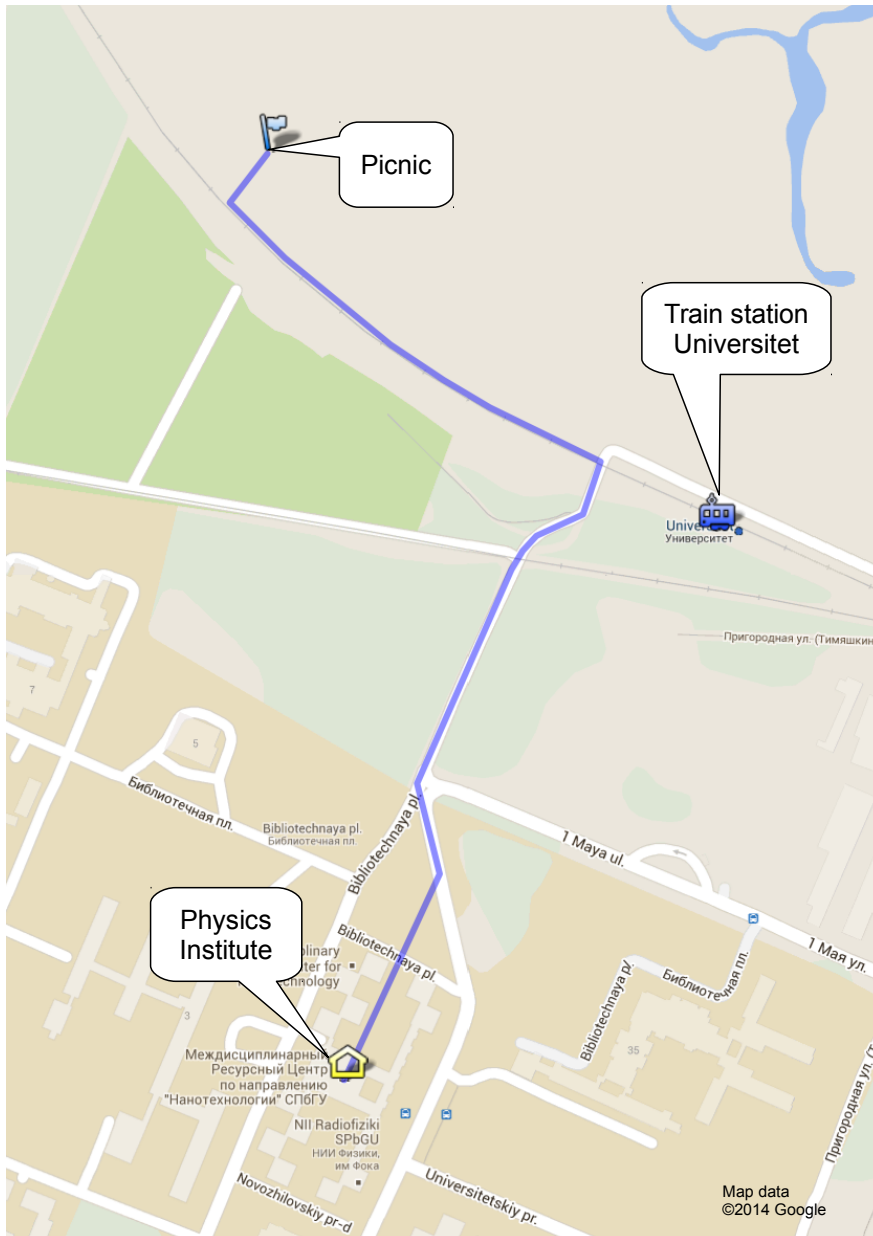 Picnic
Train station
Universitet
Университет
Пригородная ул.
7
5
Библиотечная пл.
Bibliotechnaya pl.
Библиотечная пл.
Bibliotechnaya pl.
1 Maya ul.
1 Мая ул.
Physics
Institute
Bibliotechnaya pl.
3
Междисциплинарный
Ресурсный Центр
по направлению
"Нанотехнологии" СПбГУ
NII Radiofiziki
SPbGU
НИИ Физики,
им Фока
Novozhilovskiy pr-d
Universitetskiy pr.
Bibliotechnaya pl.
Библиотечная пл.
35
Пригородная ул.
Map data
©2014 Google